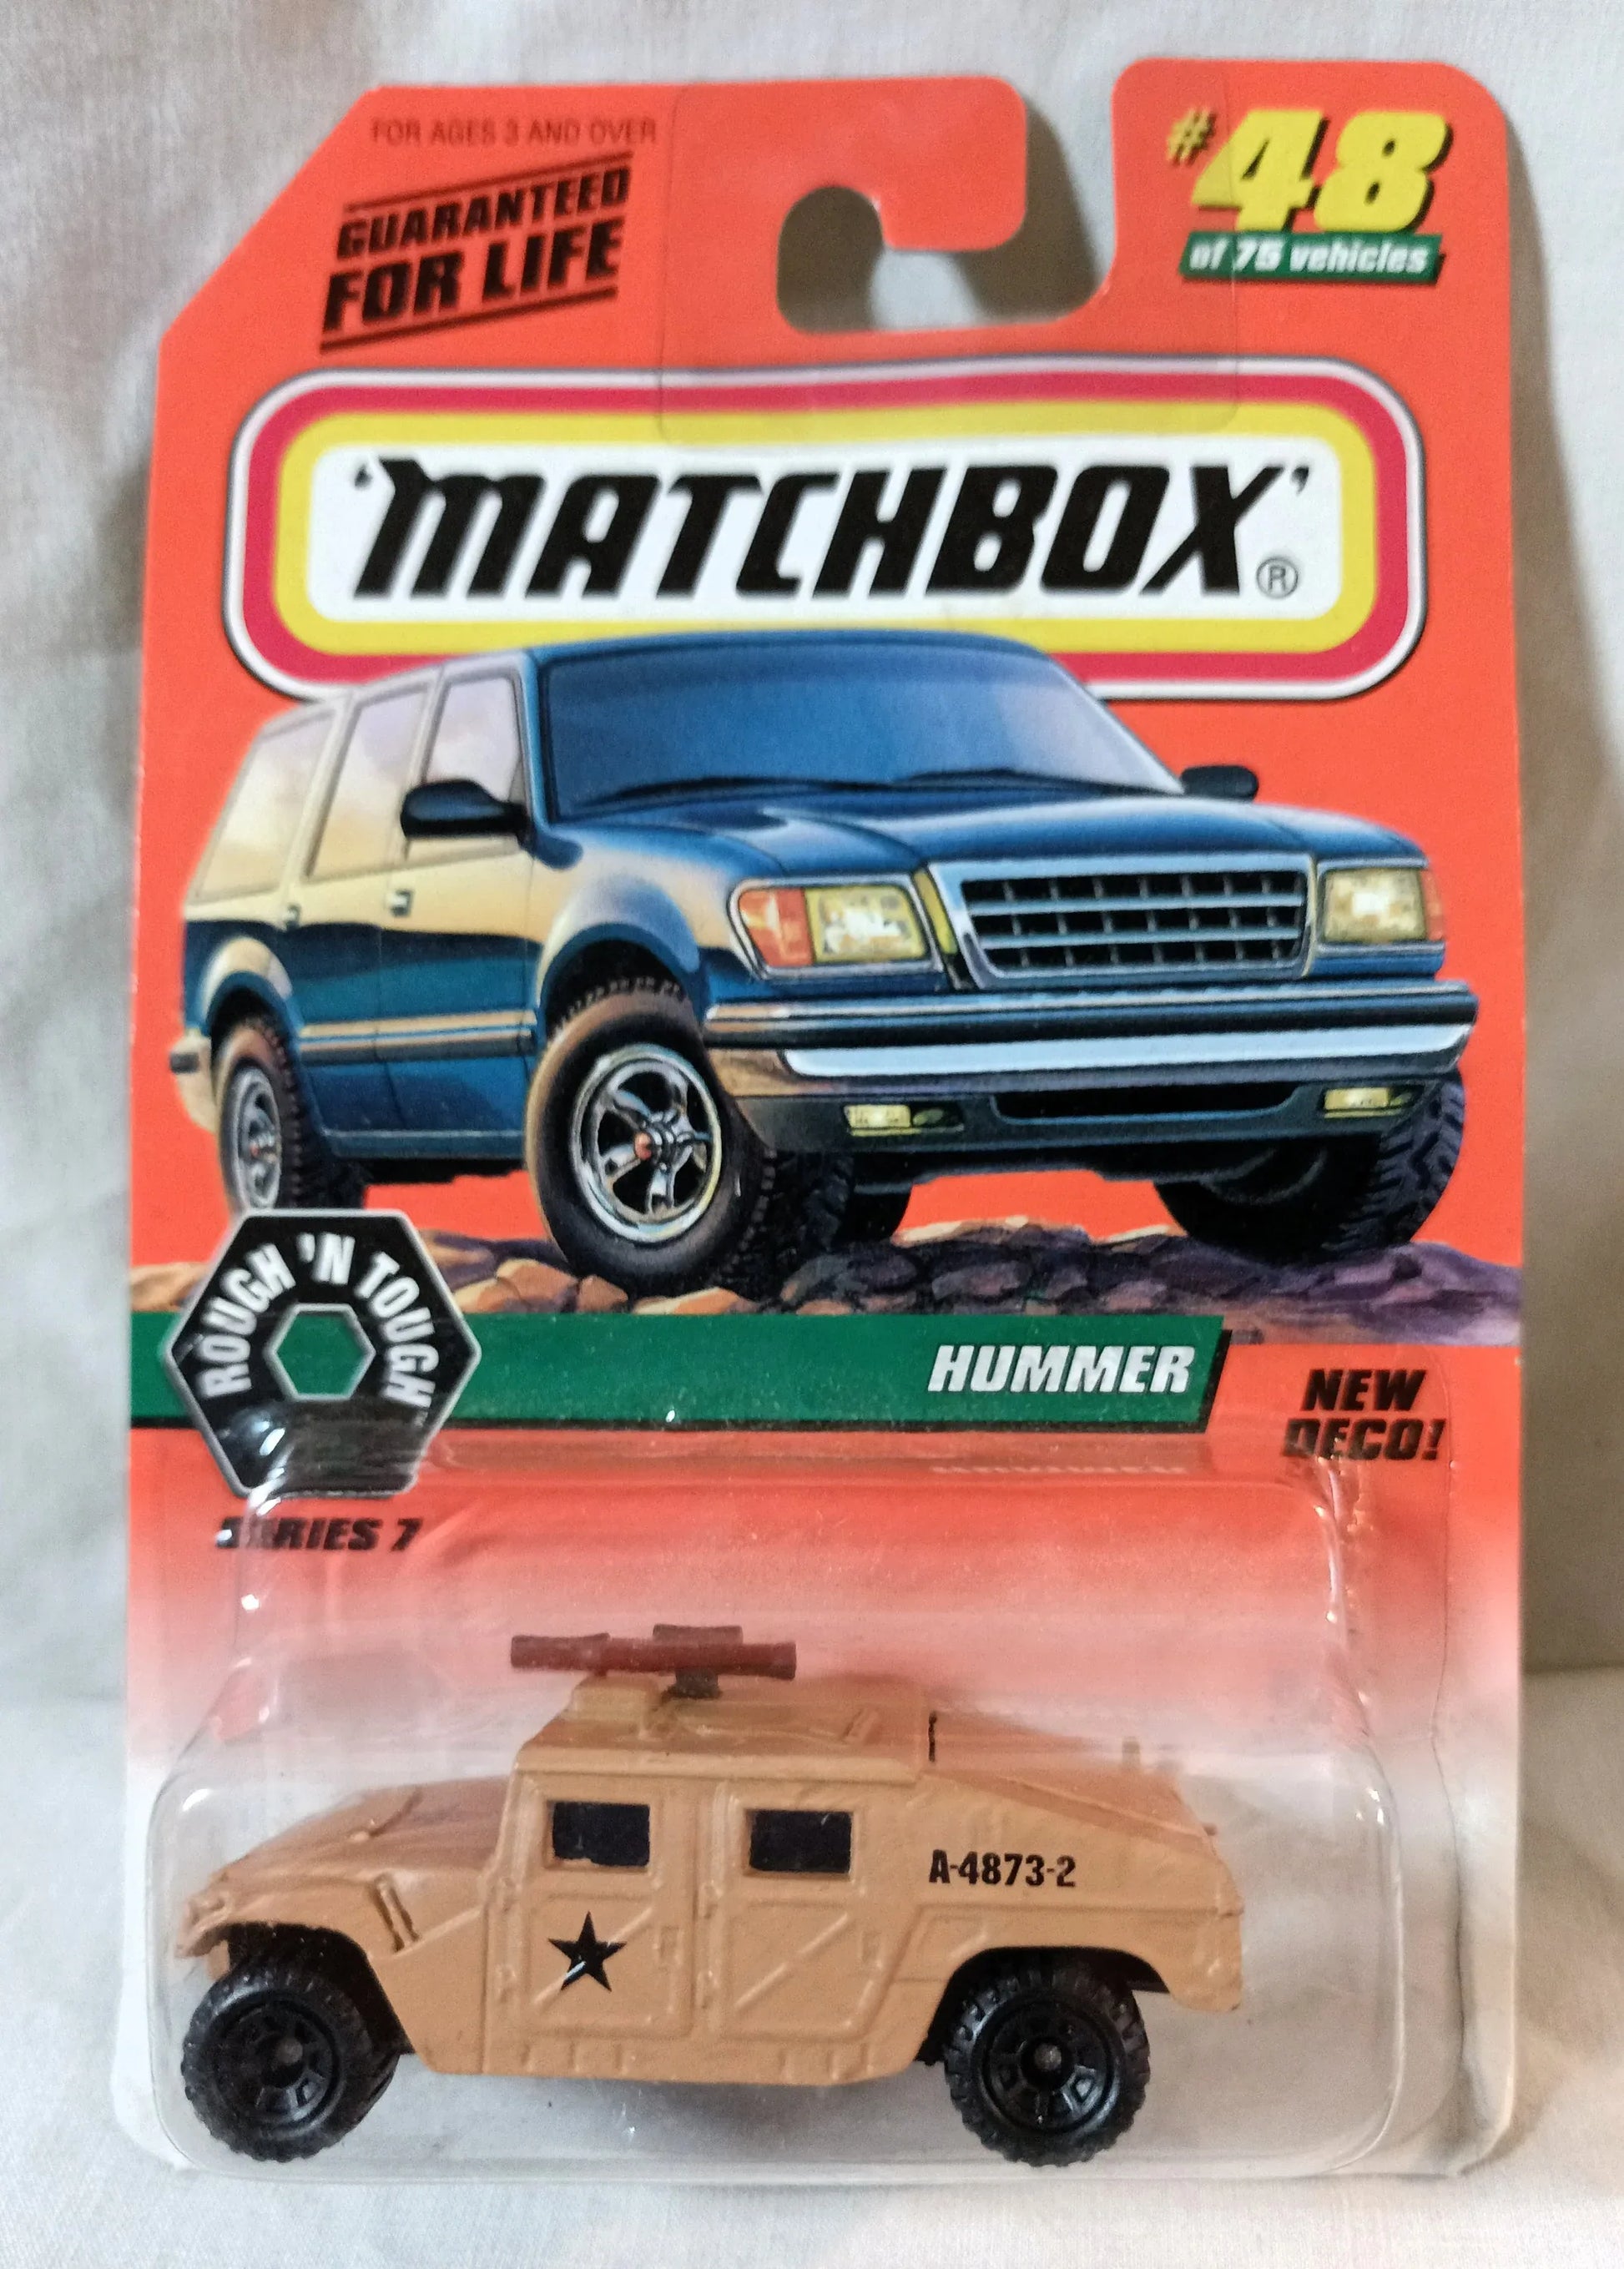 FOR AGES 3 AND OVER
GUARANTEED
FOR LIFE
#48
of 75 vehicles
'MATCHBOX'®
ROUGH 'N TOUGH™
HUMMER
NEW
DECO!
SERIES 7
A-4873-2